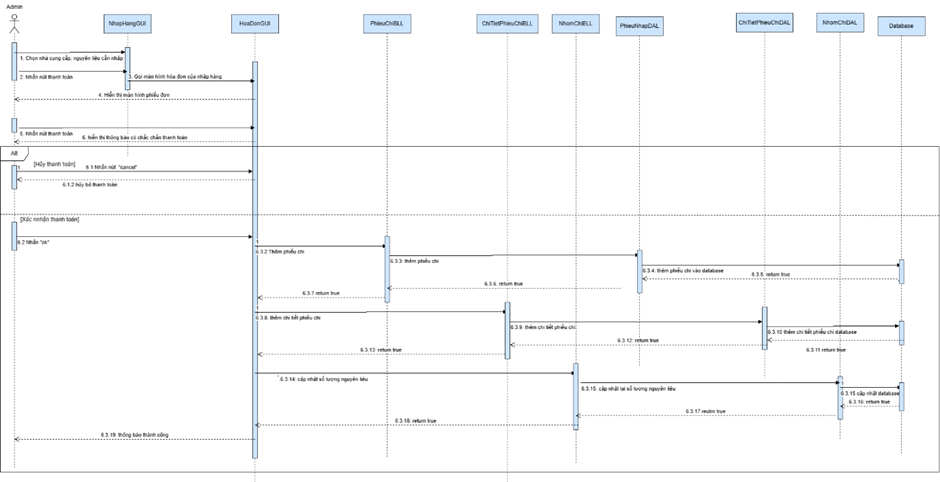 Admin
NhapHangGUI
HoaDonGUI
PhieuChiBLL
ChiTietPhieuChiBLL
NhomChiBLL
PhieuNhapDAL
ChiTietPhieuChiDAL
NhomChiDAL
Database
1. Chọn nhà cung cấp, nguyên liệu cần nhập
2. Nhấn nứt thanh toán
3. Gọi màn hình hóa đơn của nhập hàng
4. Hiển thị màn hình phiếu đơn
5. Nhấn nứt thanh toán
6. hiển thị thông báo có chắc chắn thanh toán
Alt
[Hủy thanh toán]
1
6.1 Nhấn nút "cancel"
6.1.2 hủy bỏ thanh toán
[Xác nnhận thanh toán]
6.2 Nhấn "ok"
1
6.3.2 Thêm phiếu chi
6.3.3: thêm phiếu chi
6.3.4: thêm phiếu chi vào database
6.3.5: return true
6.3.6: return true
6.3.7 return true
1
6.3.8: thêm chi tiết phiếu chi
6.3.9: thêm chi tiết phiếu chi
6.3.10 thêm chi tiết phiếu chi database
6.3.11 return true
6.3.12: return true
6.3.13: return true
6.3.14: cập nhật số lượng nguyên liệu
6.3.15. cập nhật lại số lượng nguyên liệu
1
6.3.15 cập nhật database
6.3.16: return true
6.3.17 reutrn true
6.3.18: return true
6.3.19: thông báo thành công